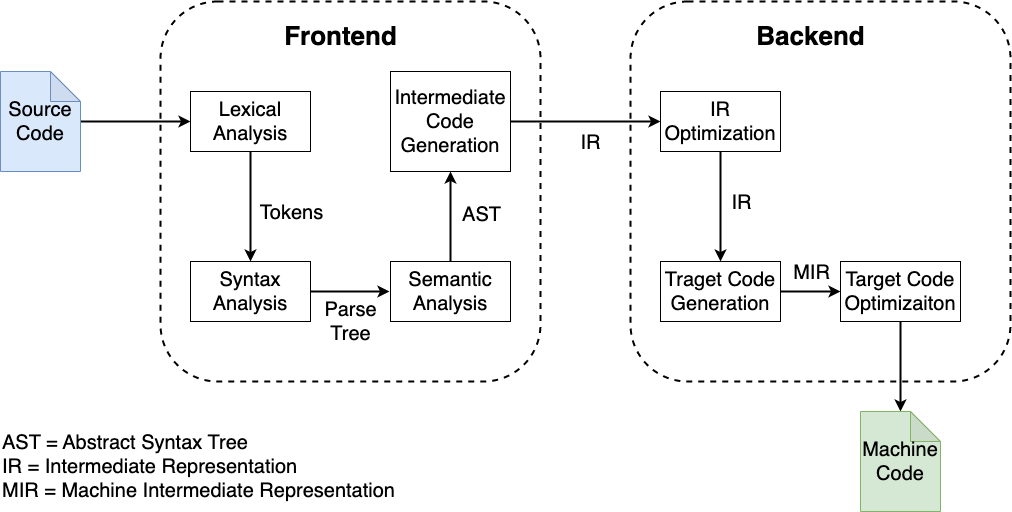 Frontend
Backend
Source
Code
Lexical
Analysis
Tokens
Syntax
Analysis
Parse
Tree
Semantic
Analysis
AST
Intermediate
Code
Generation
IR
IR
Optimization
IR
Traget Code
Generation
MIR
Target Code
Optimizaiton
Machine
Code
AST = Abstract Syntax Tree
IR = Intermediate Representation
MIR = Machine Intermediate Representation